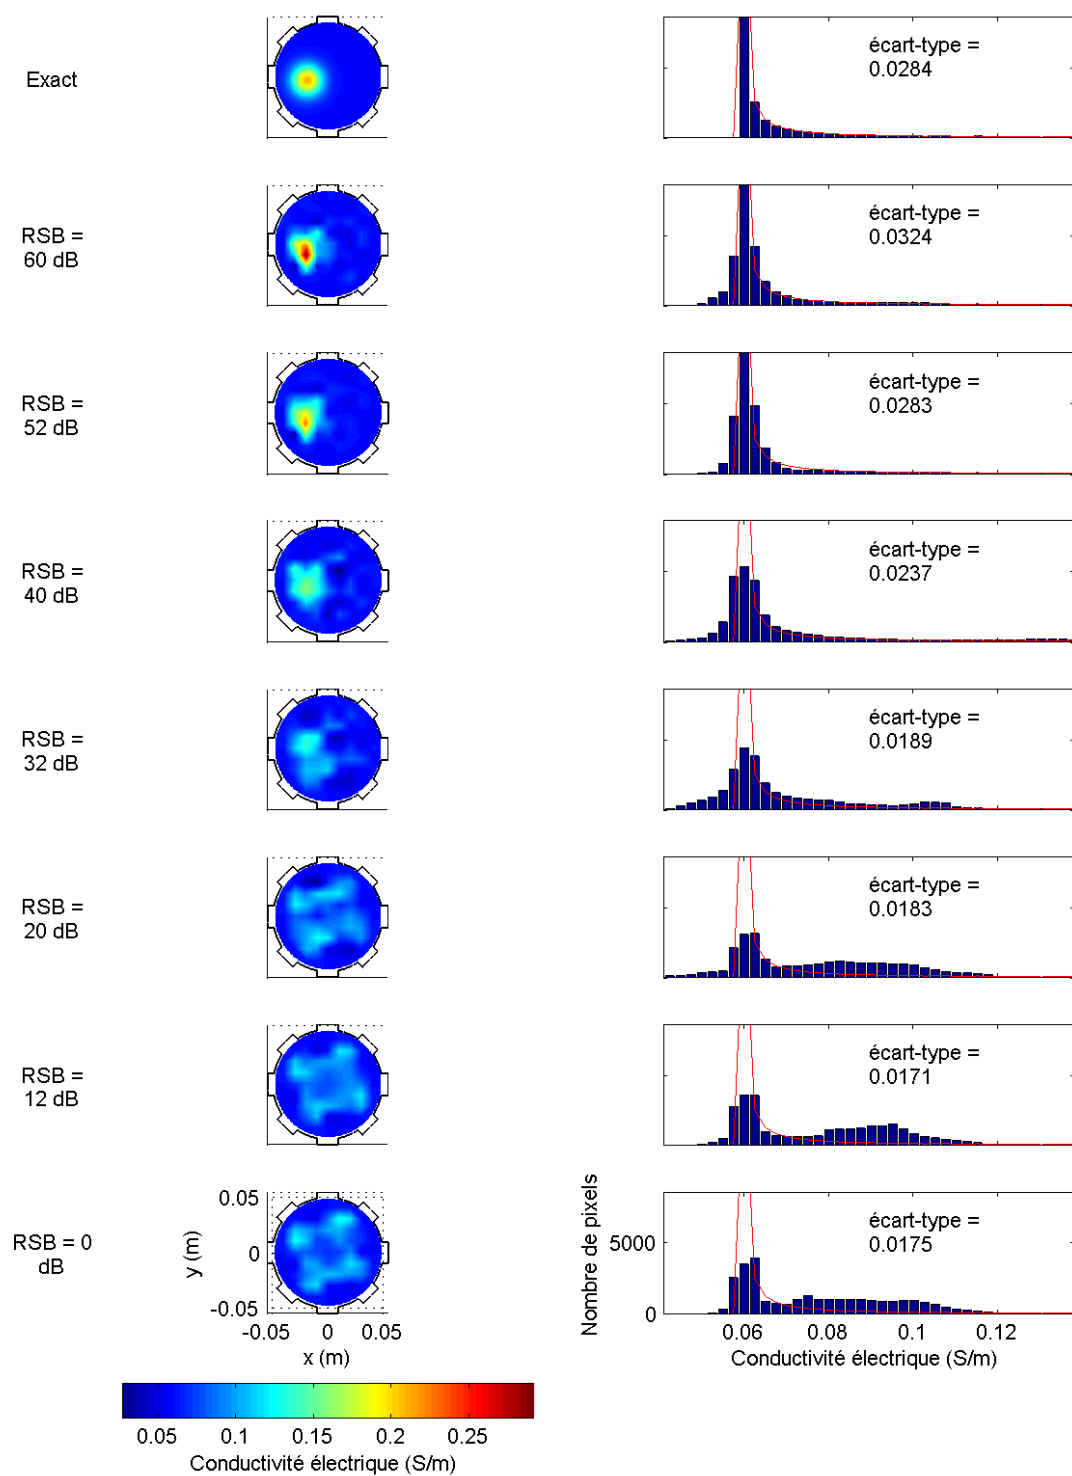 Exact
écart-type =
0.0284
RSB =
60 dB
écart-type =
0.0324
RSB =
52 dB
écart-type =
0.0283
RSB =
40 dB
écart-type =
0.0237
RSB =
32 dB
écart-type =
0.0189
RSB =
20 dB
écart-type =
0.0183
RSB =
12 dB
écart-type =
0.0171
RSB = 0
dB
y (m)
0.05
0
-0.05
-0.05 0 0.05
x (m)
Nombre de pixels
5000
0
écart-type =
0.0175
0.06 0.08 0.1 0.12
Conductivité électrique (S/m)
0.05 0.1 0.15 0.2 0.25
Conductivité électrique (S/m)